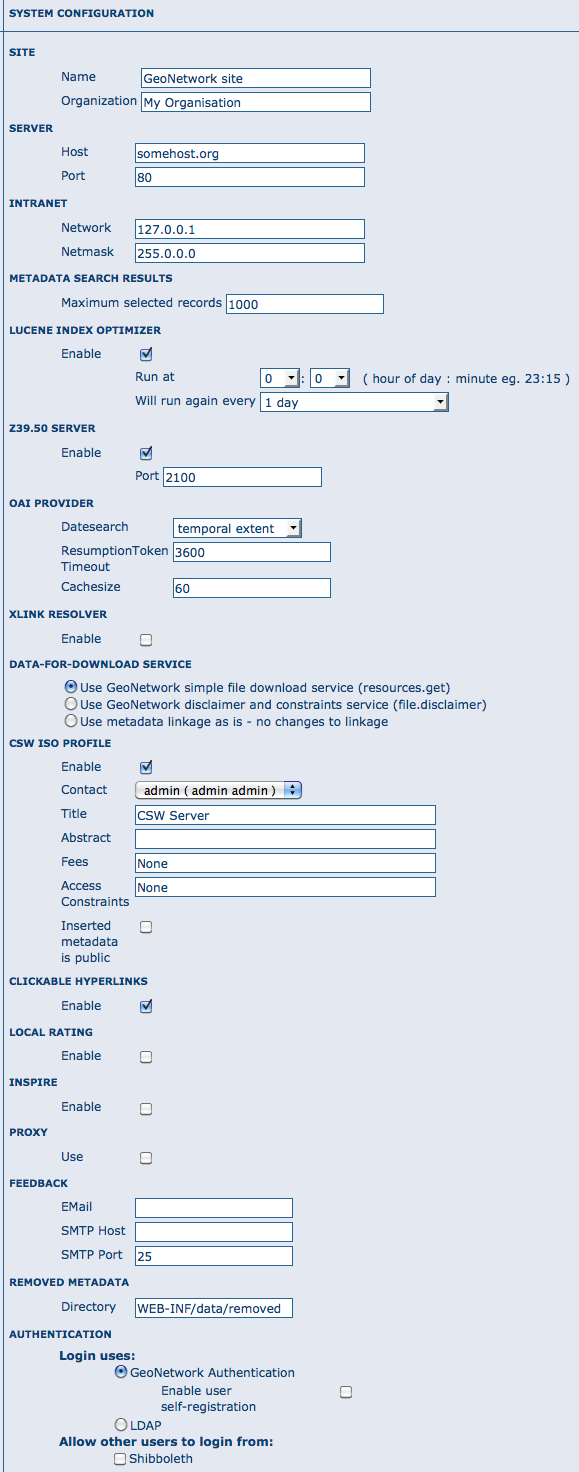 SYSTEM CONFIGURATION
SITE
Name GeoNetwork site
Organization My Organisation
SERVER
Host somehost.org
Port 80
INTRANET
Network 127.0.0.1
Netmask 255.0.0.0
METADATA SEARCH RESULTS
Maximum selected records 1000
LUCENE INDEX OPTIMIZER
Enable
Run at 0 : 0 ( hour of day : minute eg. 23:15 )
Will run again every 1 day
Z39.50 SERVER
Enable
Port 2100
OAI PROVIDER
Datesearch temporal extent
ResumptionToken 3600
Timeout
Cachesize 60
XLINK RESOLVER
Enable
DATA-FOR-DOWNLOAD SERVICE
Use GeoNetwork simple file download service (resources.get)
Use GeoNetwork disclaimer and constraints service (file.disclaimer)
Use metadata linkage as is - no changes to linkage
CSW ISO PROFILE
Enable
Contact admin ( admin admin )
Title CSW Server
Abstract
Fees None
Access None
Constraints
Inserted
metadata
is public
CLICKABLE HYPERLINKS
Enable
LOCAL RATING
Enable
INSPIRE
Enable
PROXY
Use
FEEDBACK
EMail
SMTP Host
SMTP Port 25
REMOVED METADATA
Directory WEB-INF/data/removed
AUTHENTICATION
Login uses:
GeoNetwork Authentication
Enable user
self-registration
LDAP
Allow other users to login from:
Shibboleth